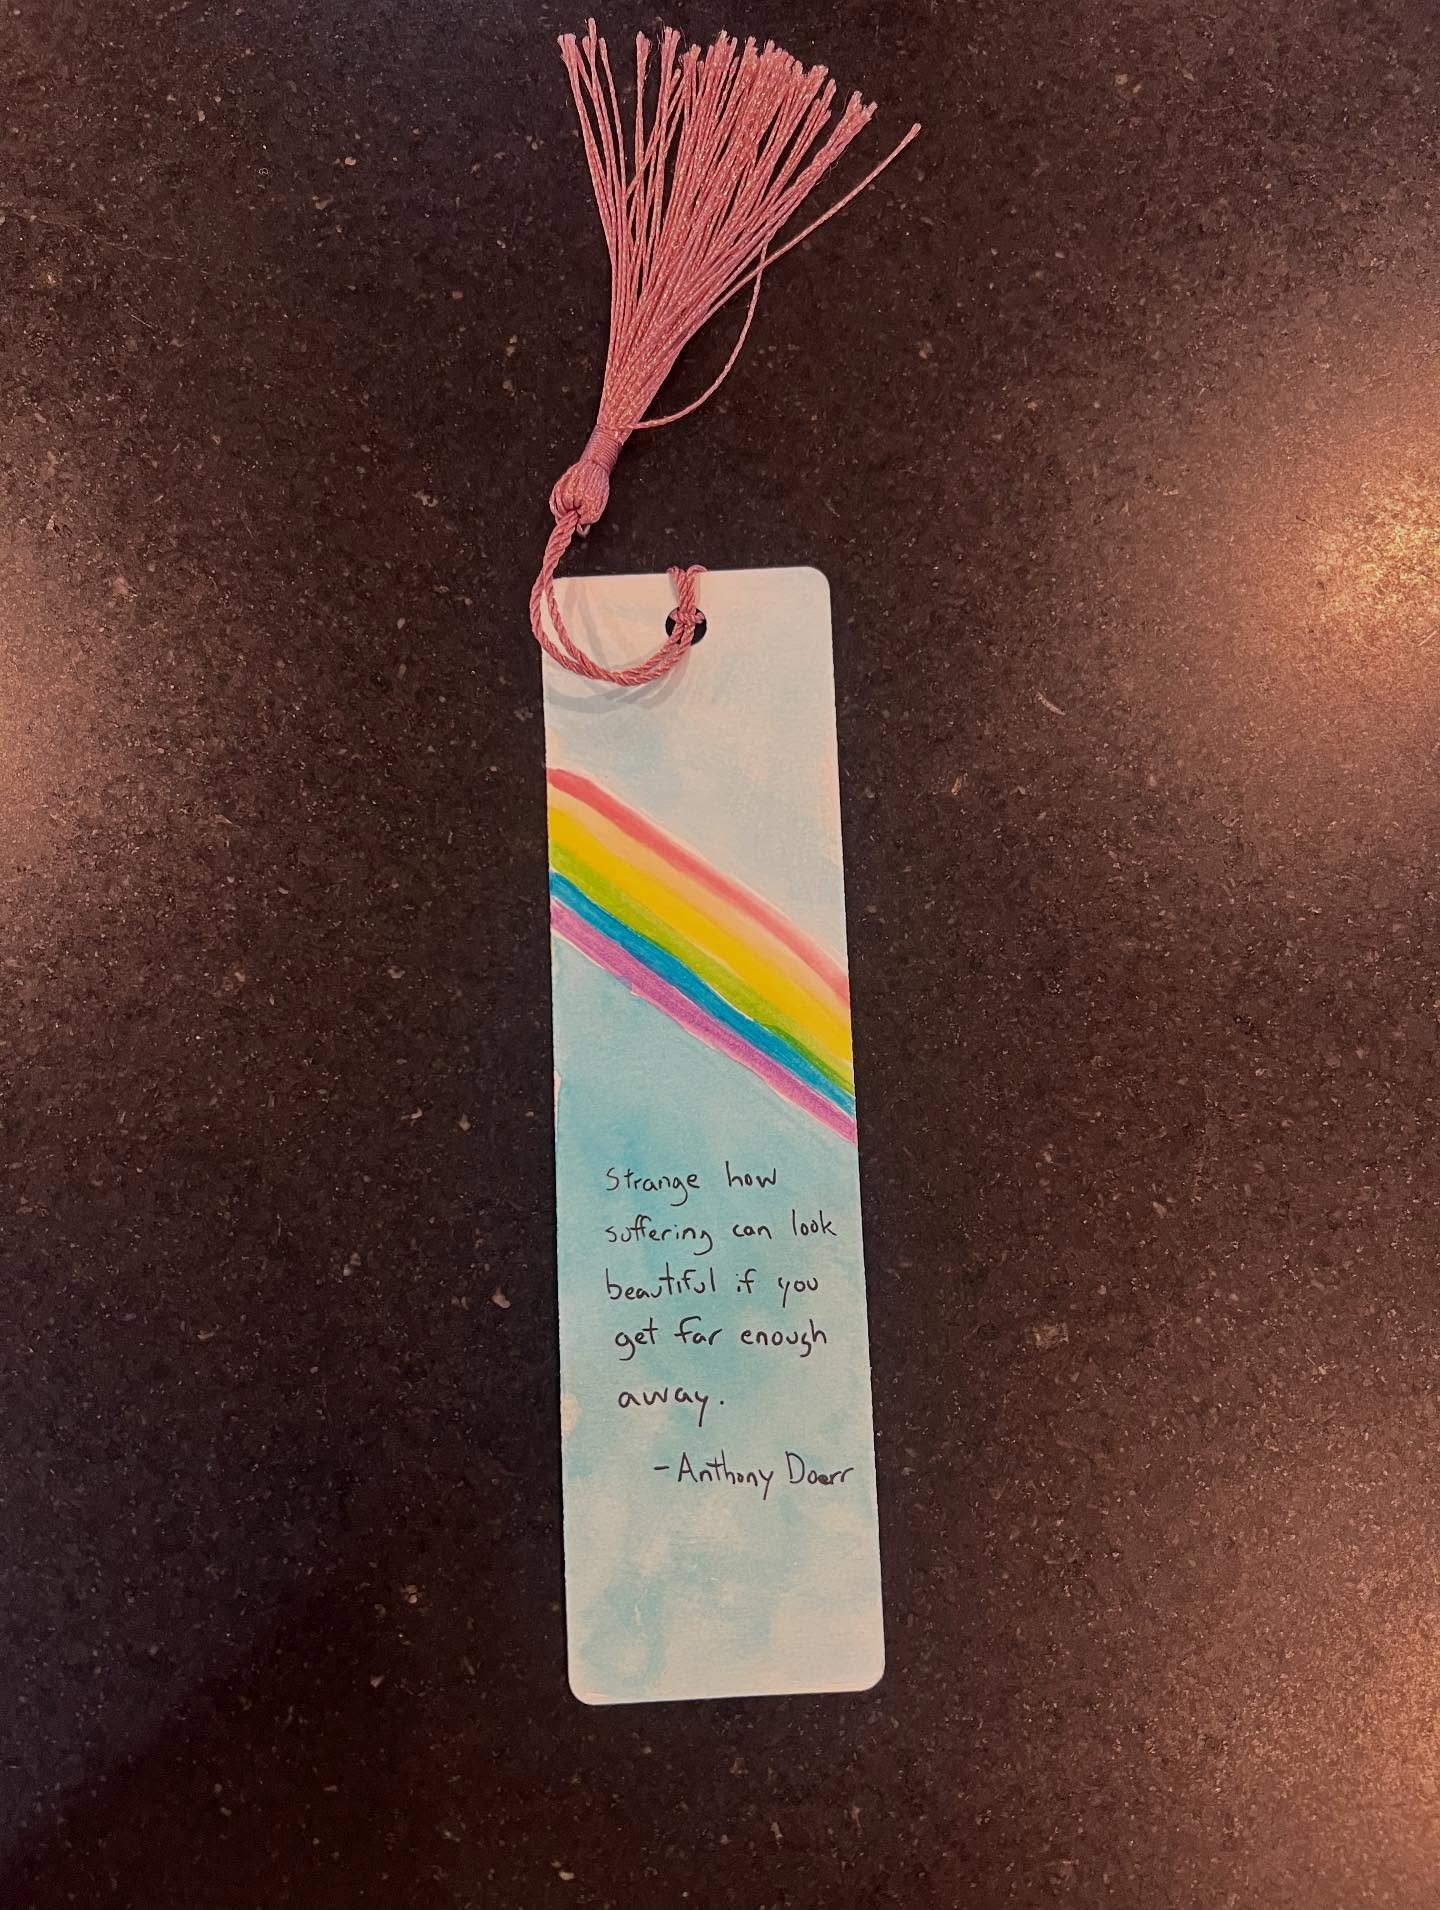 Strange how
suffering can look
beautiful if you
get far enough
away.
-Anthony Doerr